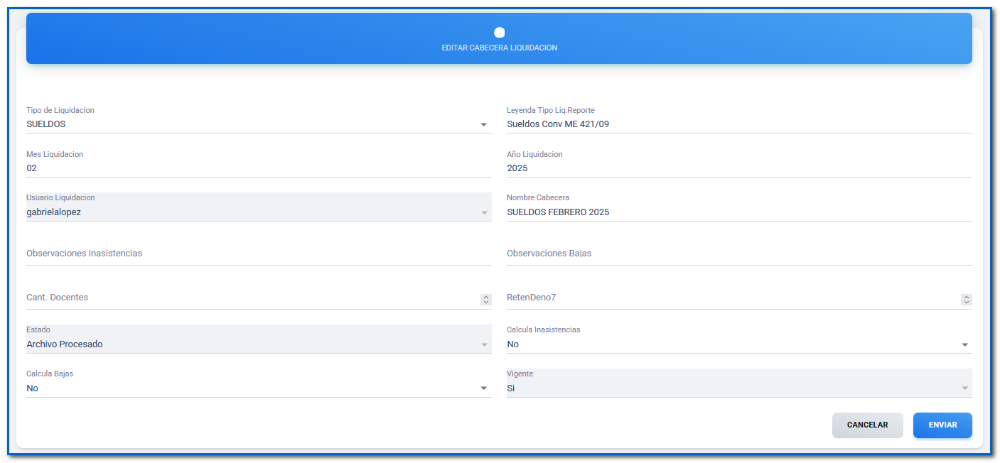 EDITAR CABECERA LIQUIDACION
Tipo de Liquidacion
SUELDOS
Leyenda Tipo Liq.Reporte
Sueldos Conv ME 421/09
Mes Liquidacion
02
Año Liquidacion
2025
Usuario Liquidacion
gabrielalopez
Nombre Cabecera
SUELDOS FEBRERO 2025
Observaciones Inasistencias
Observaciones Bajas
Cant. Docentes
RetenDeno7
Estado
Archivo Procesado
Calcula Inasistencias
No
Calcula Bajas
No
Vigente
Si
CANCELAR
ENVIAR